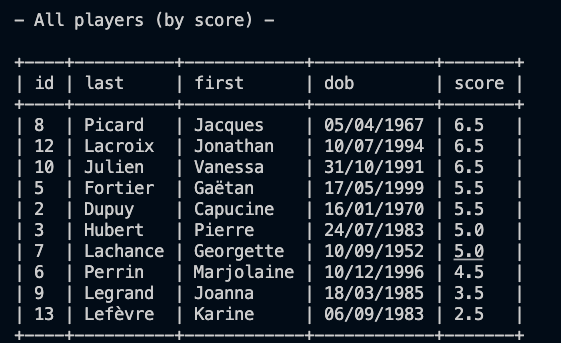 - All players (by score) -
+----+----------+------------+------------+-------+
| id | last | first | dob | score |
+----+----------+------------+------------+-------+
| 8 | Picard | Jacques | 05/04/1967 | 6.5 |
| 12 | Lacroix | Jonathan | 10/07/1994 | 6.5 |
| 10 | Julien | Vanessa | 31/10/1991 | 6.5 |
| 5 | Fortier | Gaëtan | 17/05/1999 | 5.5 |
| 2 | Dupuy | Capucine | 16/01/1970 | 5.5 |
| 3 | Hubert | Pierre | 24/07/1983 | 5.0 |
| 7 | Lachance | Georgette | 10/09/1952 | 5.0 |
| 6 | Perrin | Marjolaine | 10/12/1996 | 4.5 |
| 9 | Legrand | Joanna | 18/03/1985 | 3.5 |
| 13 | Lefèvre | Karine | 06/09/1983 | 2.5 |
+----+----------+------------+------------+-------+